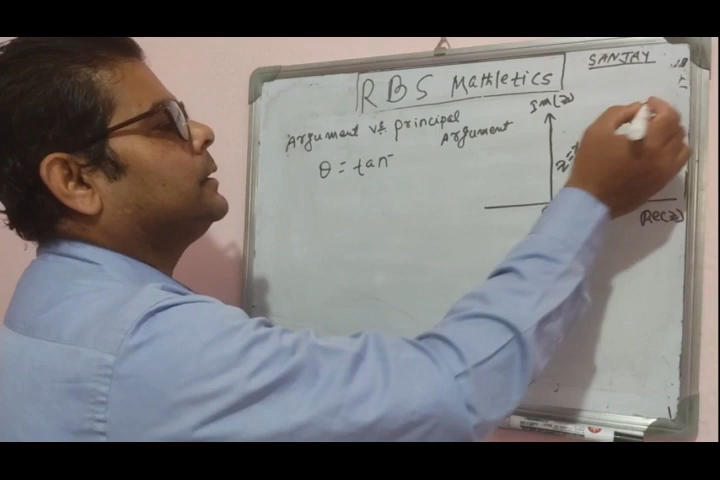 SANJAY
RBS Mathletics
Argument vs. principal
Argument
Im(z)
θ = tan⁻
z=
Re(z)